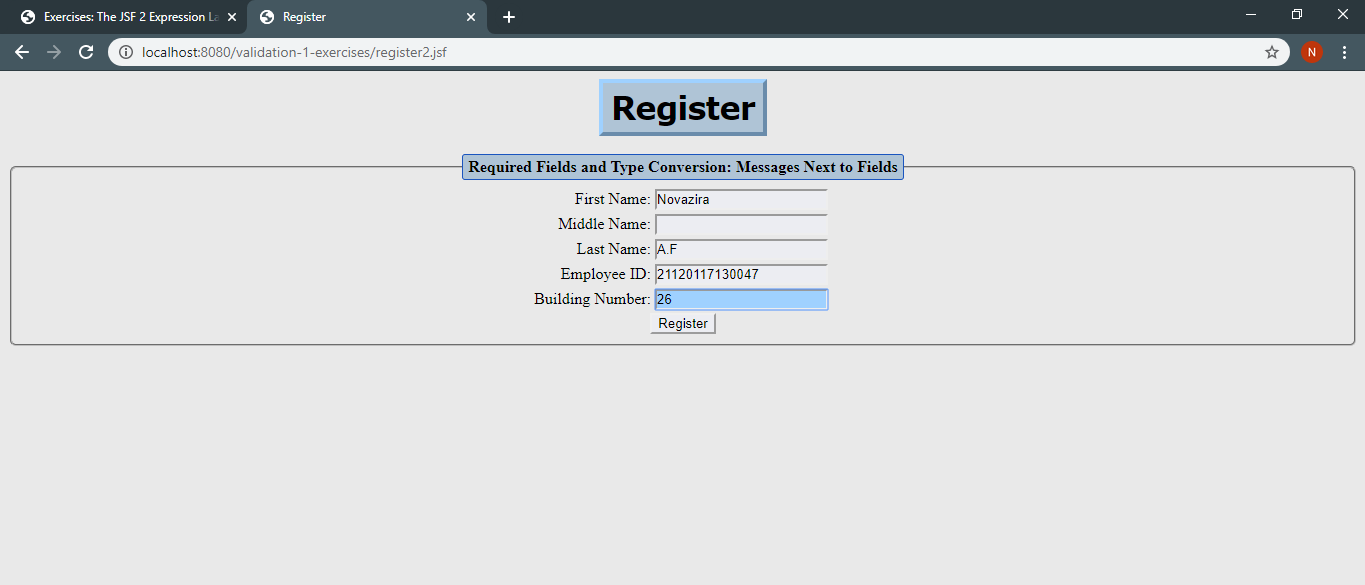 Exercises: The JSF 2 Expression La
Register
localhost:8080/validation-1-exercises/register2.jsf
N
Register
Required Fields and Type Conversion: Messages Next to Fields
First Name: Novazira
Middle Name:
Last Name: A.F
Employee ID: 21120117130047
Building Number: 26
Register